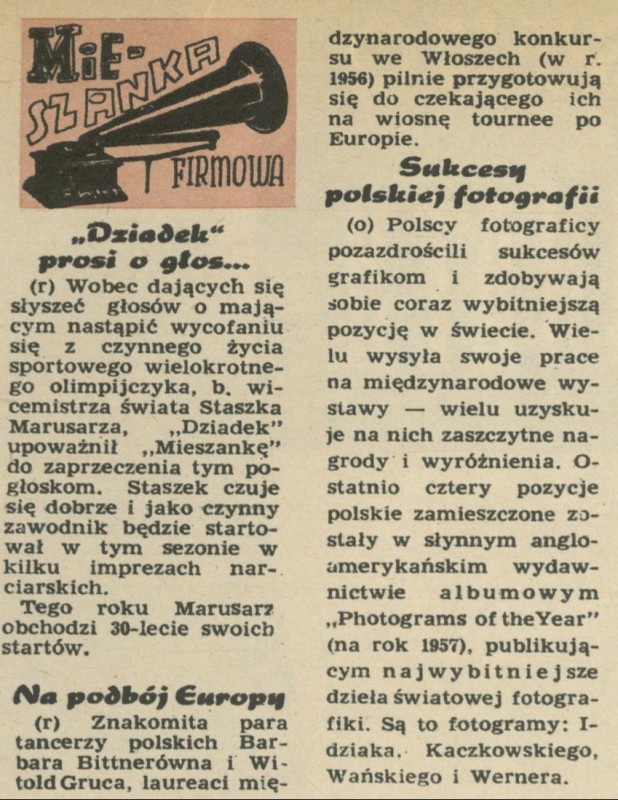 MIE-
SZANKA
FIRMOWA
„Dziadek“
prosi o głos...
(r) Wobec dających się
słyszeć głosów o mają-
cym nastąpić wycofaniu
się z czynnego życia
sportowego wielokrotne-
go olimpijczyka, b. wi-
cemistrza świata Staszka
Marusarza, „Dziadek”
upoważnił „Mieszankę”
do zaprzeczenia tym po-
głoskom. Staszek czuje
się dobrze i jako czynny
zawodnik będzie starto-
wał w tym sezonie w
kilku imprezach nar-
ciarskich.
Tego roku Marusarz
obchodzi 30-lecie swoich
startów.
Na podbój Europy
(r) Znakomita para
tancerzy polskich Bar-
bara Bittnerówna i Wi-
told Gruca, laureaci mię-
dzynarodowego konkur-
su we Włoszech (w r.
1956) pilnie przygotowują
się do czekającego ich
na wiosnę tournee po
Europie.
Sukcesy
polskiej fotografii
(o) Polscy fotograficy
pozazdrościli sukcesów
grafikom i zdobywają
sobie coraz wybitniejszą
pozycję w świecie. Wie-
lu wysyła swoje prace
na międzynarodowe wy-
stawy — wielu uzysku-
je na nich zaszczytne na-
grody i wyróżnienia. O-
statnio cztery pozycje
polskie zamieszczone zo-
stały w słynnym anglo-
amerykańskim wydaw-
nictwie albumowym
„Photograms of the Year”
(na rok 1957), publikują-
cym najwybitniejsze
dzieła światowej fotogra-
fiki. Są to fotogramy: I-
dziaka, Kaczkowskiego,
Wańskiego i Wernera.